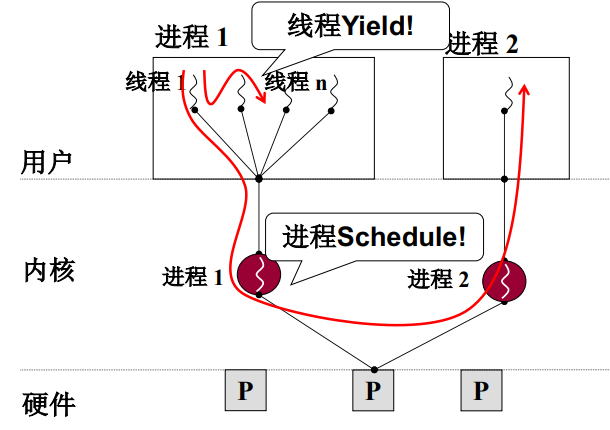 线程Yield!
进程 1
进程 2
线程 1
线程 n
用户
进程Schedule!
内核
进程 1
进程 2
硬件
P
P
P